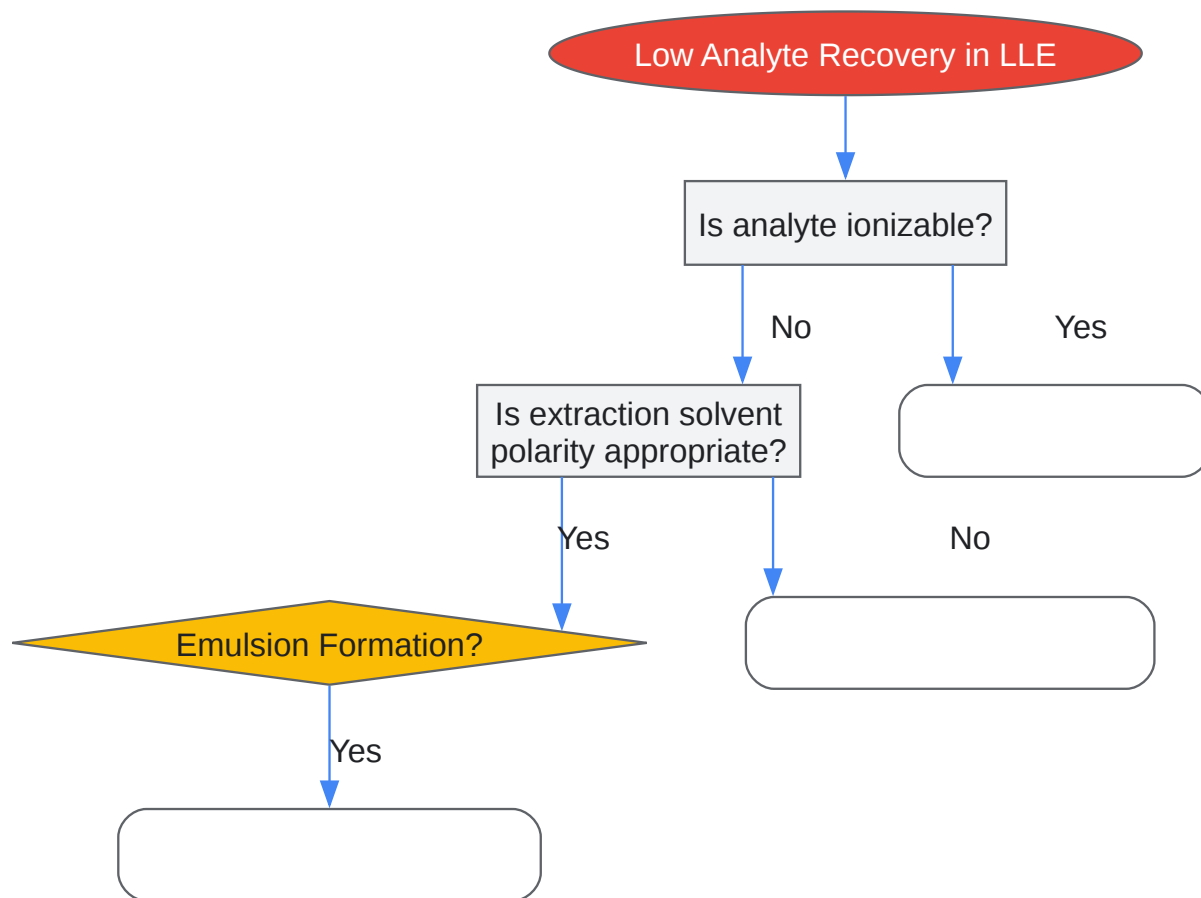 Low Analyte Recovery in LLE
Is analyte ionizable?
No
Yes
Is extraction solvent
polarity appropriate?
Yes
No
Emulsion Formation?
Yes